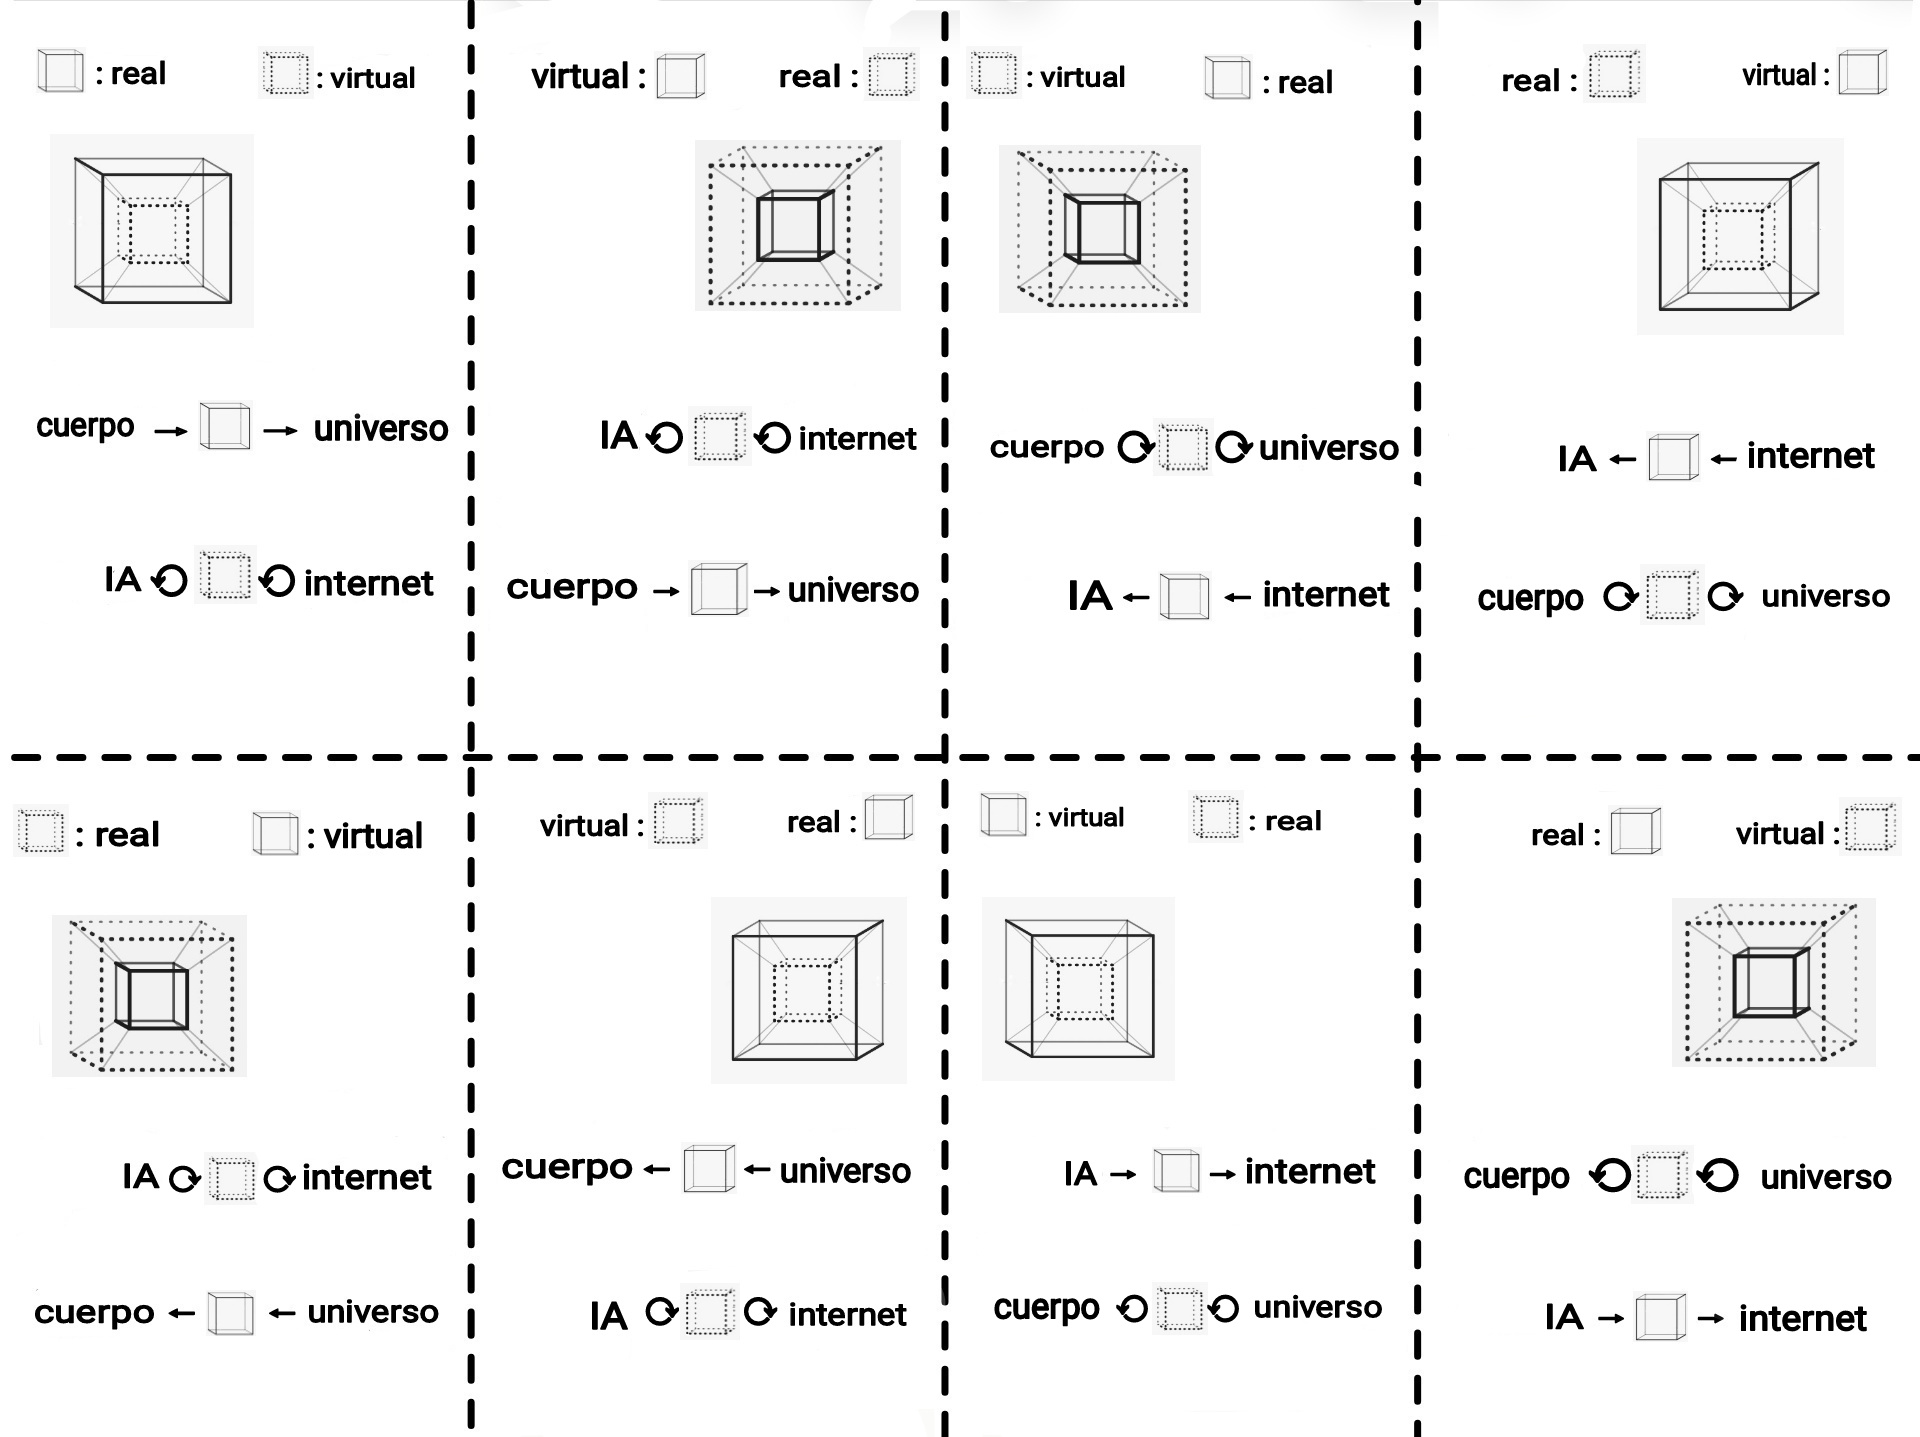 : real : virtual
cuerpo → → universo
IA internet
virtual : real :
IA internet
cuerpo → → universo
: virtual : real
cuerpo universo
IA ← ← internet
real : virtual :
IA ← ← internet
cuerpo universo
: real : virtual
IA internet
cuerpo ← ← universo
virtual : real :
cuerpo ← ← universo
IA internet
: virtual : real
IA → → internet
cuerpo universo
real : virtual :
cuerpo universo
IA → → internet